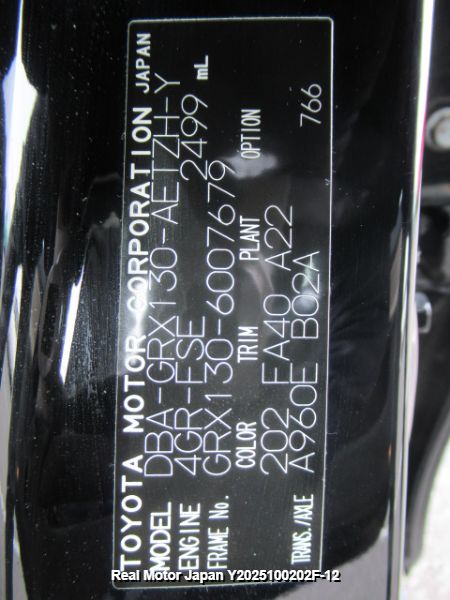 TOYOTA MOTOR CORPORATION JAPAN
MODEL DBA-GRX130-AETZH-Y
ENGINE 4GR-FSE 2499 mL
FRAME No. GRX130-6007679
COLOR TRIM PLANT OPTION
202 FA40 A22
TRANS./AXLE A960E B02A 766
Real Motor Japan Y2025100202F-12